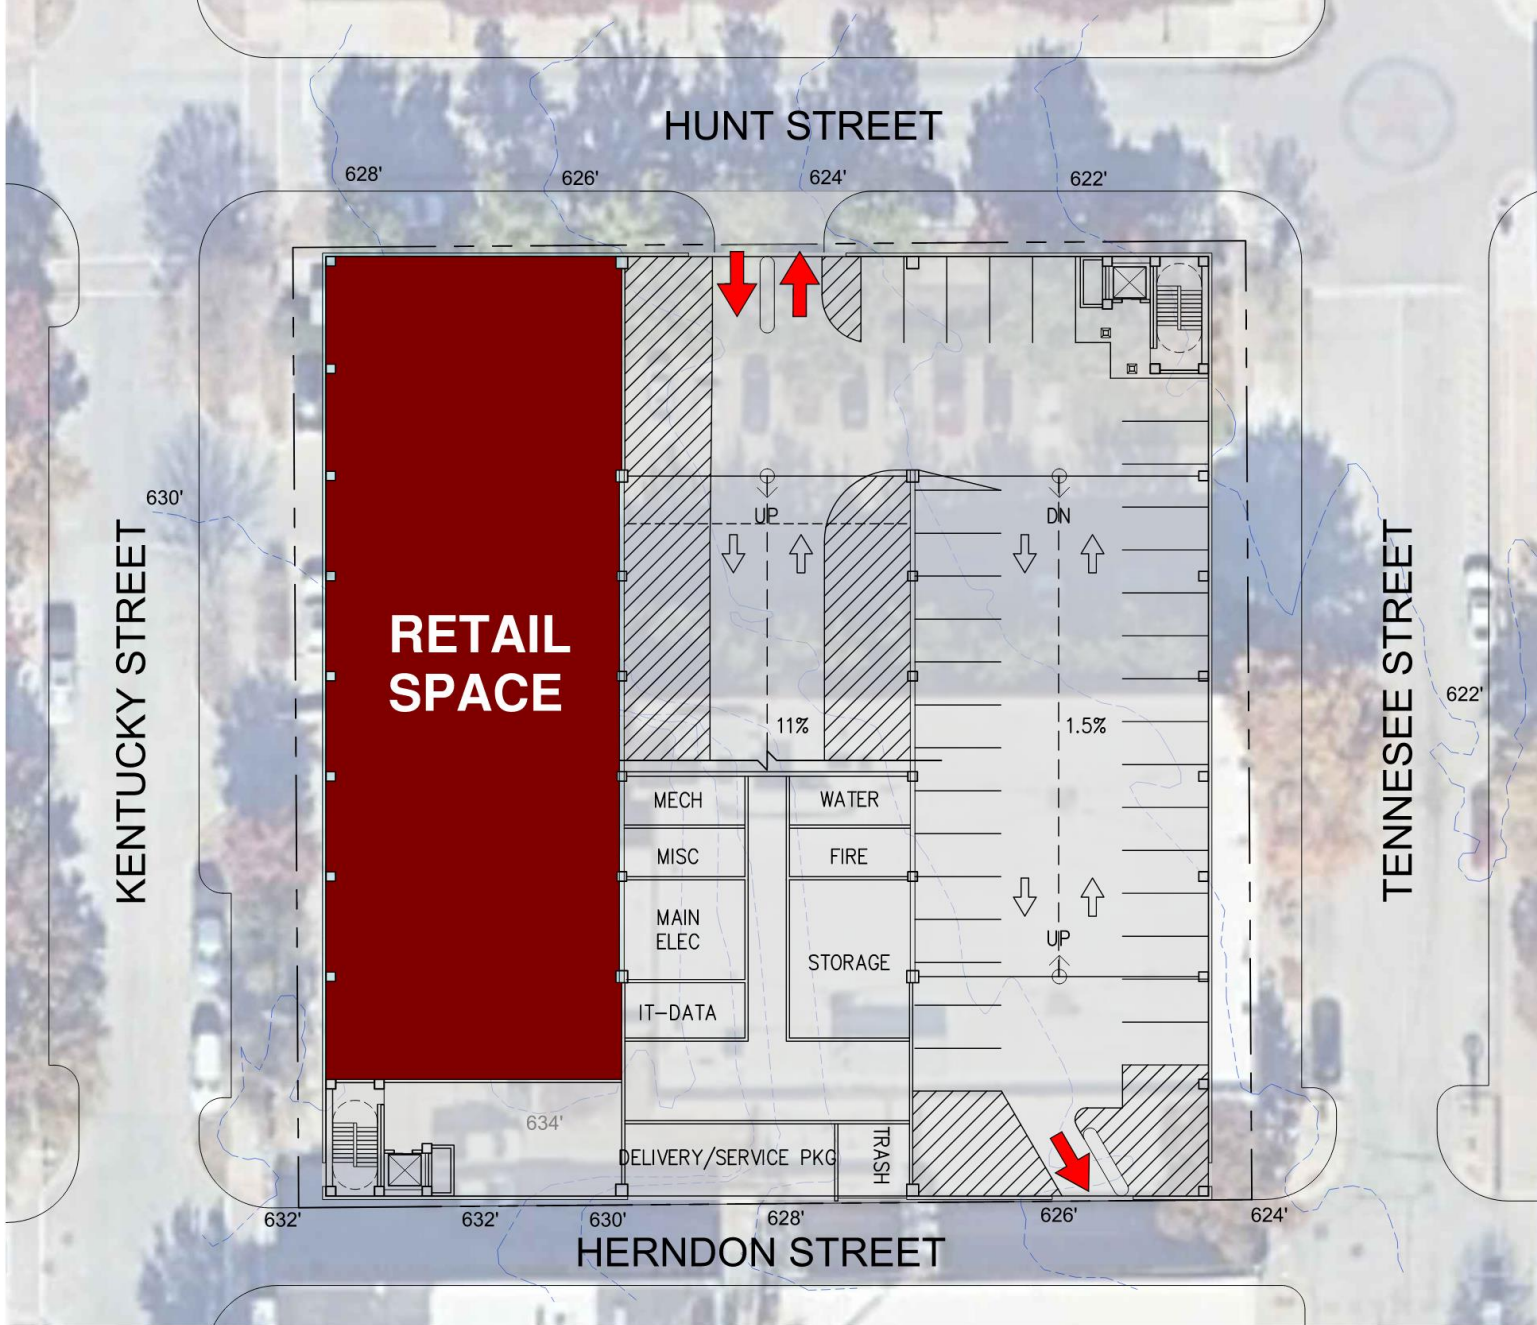 HUNT STREET
628'
626'
624'
622'
630'
UP
DN
KENTUCKY STREET
RETAIL
SPACE
TENNESEE STREET
622'
11%
1.5%
MECH
WATER
MISC
FIRE
MAIN
ELEC
UP
STORAGE
IT-DATA
634'
DELIVERY/SERVICE PKG
TRASH
632'
632'
630'
628'
626'
624'
HERNDON STREET